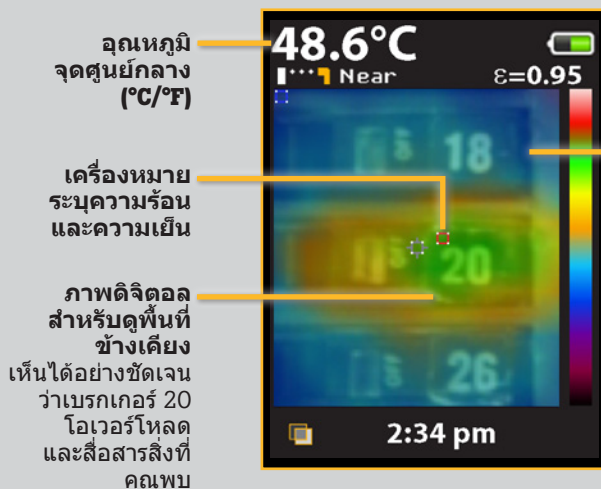 อุณหภูมิ
จุดศูนย์กลาง
(°C/°F)
เครื่องหมาย
ระบุความร้อน
และความเย็น
ภาพดิจิตอล
สำหรับดูพื้นที่
ข้างเคียง
เห็นได้อย่างชัดเจน
ว่าเบรกเกอร์ 20
โอเวอร์โหลด
และสื่อสารสิ่งที่
คุณพบ
48.6°C
Near
ε=0.95
OFF 18
20
OFF 26
2:34 pm